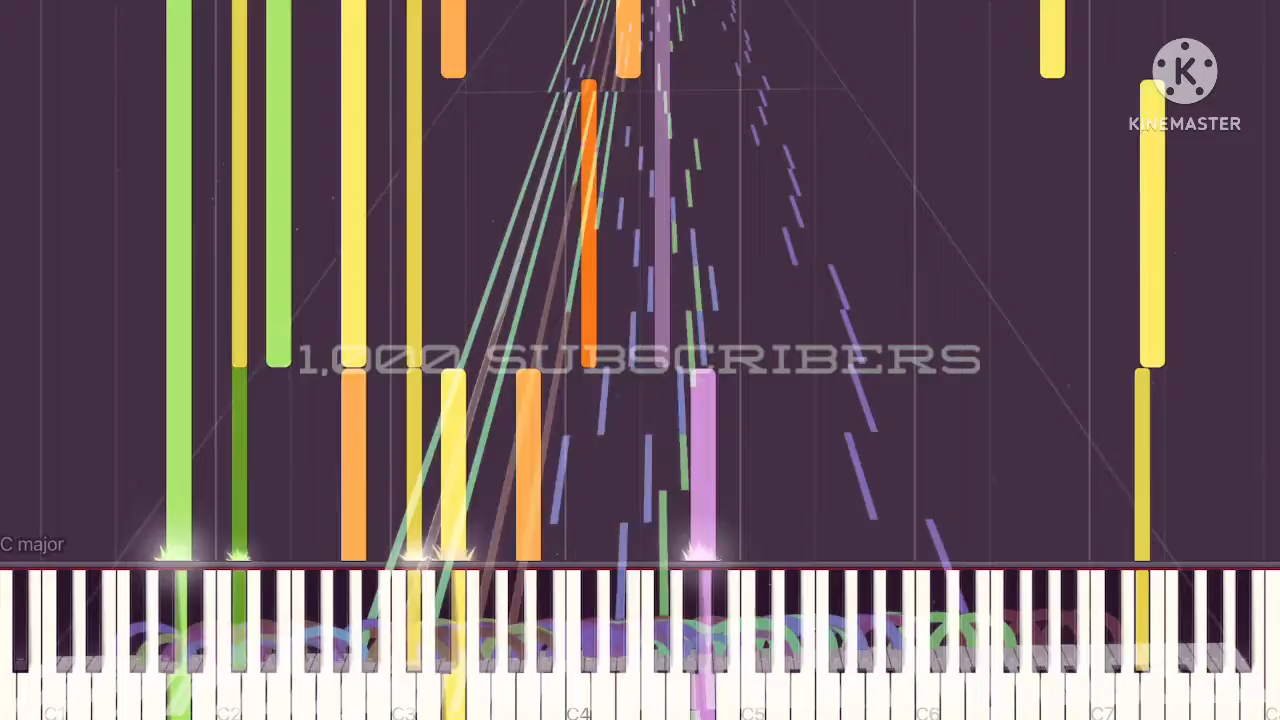 K
KINEMASTER
1,000 SUBSCRIBERS
C major
C1 C2 C3 C4 C5 C6 C7 C